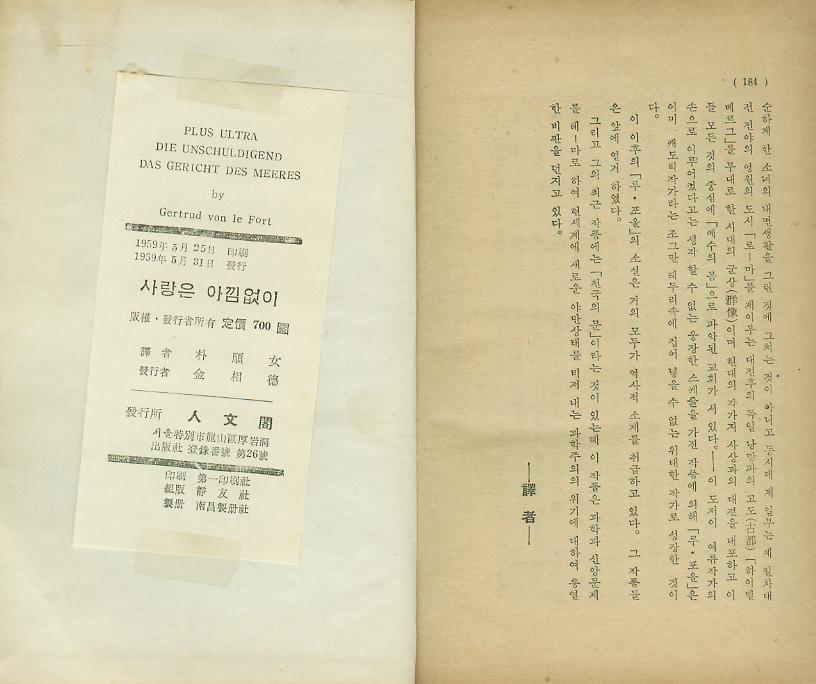 PLUS ULTRA
DIE UNSCHULDIGEND
DAS GERICHT DES MEERES
by
Gertrud von le Fort
1959年 5月 25日 印刷
1959年 5月 31日 發行
사랑은 아낌없이
版權・發行者所有 定價 700 圜
譯者 朴順女
發行者 金相德
發行所 人文閣
서울特別市龍山區厚岩洞
出版社 登錄番號 第26號
印刷 第一印刷社
組版 靜友社
製册 南昌製册社
( 184 )
순하게 한 소녀의 내면생활을 그린 것에 그치는 것이 아니고 동시에 제 일부는 제 일차대
전 전야의 영원의 도시「로ー마」를 제이부는 대전후의 독일 낭만파의 고도(古都)「하이델
베르그」를 무대로 한 시대의 군상(群像)이며 현대의 각가지 사상과의 대결을 내포하고 이
들 모든 것의 중심에「예수의 몸」으로 파악된 교회가 서 있다。――이 도저이 여류작가의
손으로 이루어졌다고는 생각 할 수 없는 웅장한 스케줄을 가진 작품에 의해「루・포올」은
이미 캐도릭작가라는 조그만 테두리속에 집어 넣을 수 없는 위대한 작가로 성장한 것이
다。
이 이후의「루・포올」의 소설은 거의 모두가 역사적 소재를 취급하고 있다。그 작품들
은 앞에 열거 하였다。
그리고 그의 최근 작품에는「천국의 문」이라는 것이 있는데 이 작품은 과학과 신앙문제
를 테ー마로 하여 현세계에 새로운 야만상태를 비져 내는 과학주의의 위기에 대하여 통열
한 비판을 던지고 있다。
―譯者―